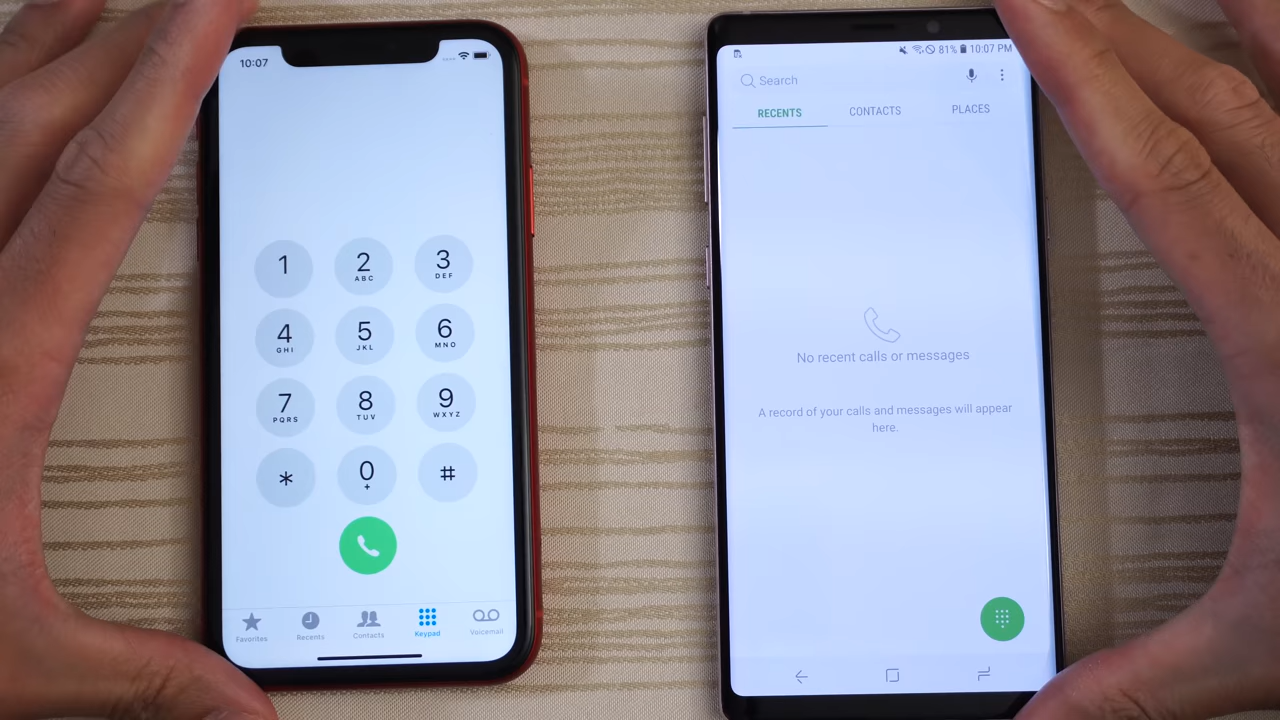 10:07
1
2
ABC
3
DEF
4
GHI
5
JKL
6
MNO
7
PQRS
8
TUV
9
WXYZ
*
0
+
#
Favorites
Recents
Contacts
Keypad
Voicemail
81% 10:07 PM
Search
RECENTS CONTACTS PLACES
No recent calls or messages
A record of your calls and messages will appear
here.